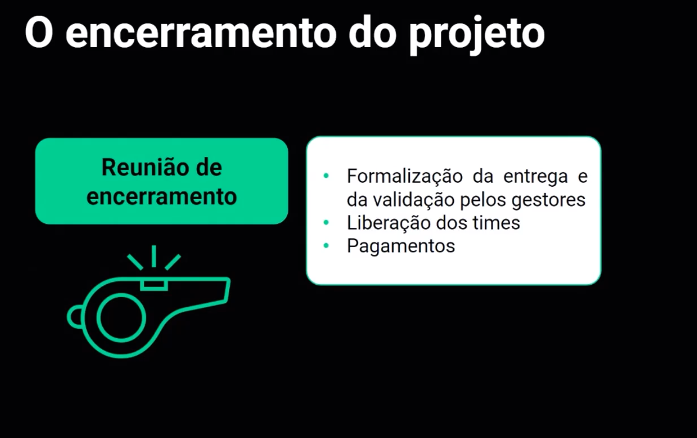 O encerramento do projeto
Reunião de
encerramento
• Formalização da entrega e
da validação pelos gestores
• Liberação dos times
• Pagamentos